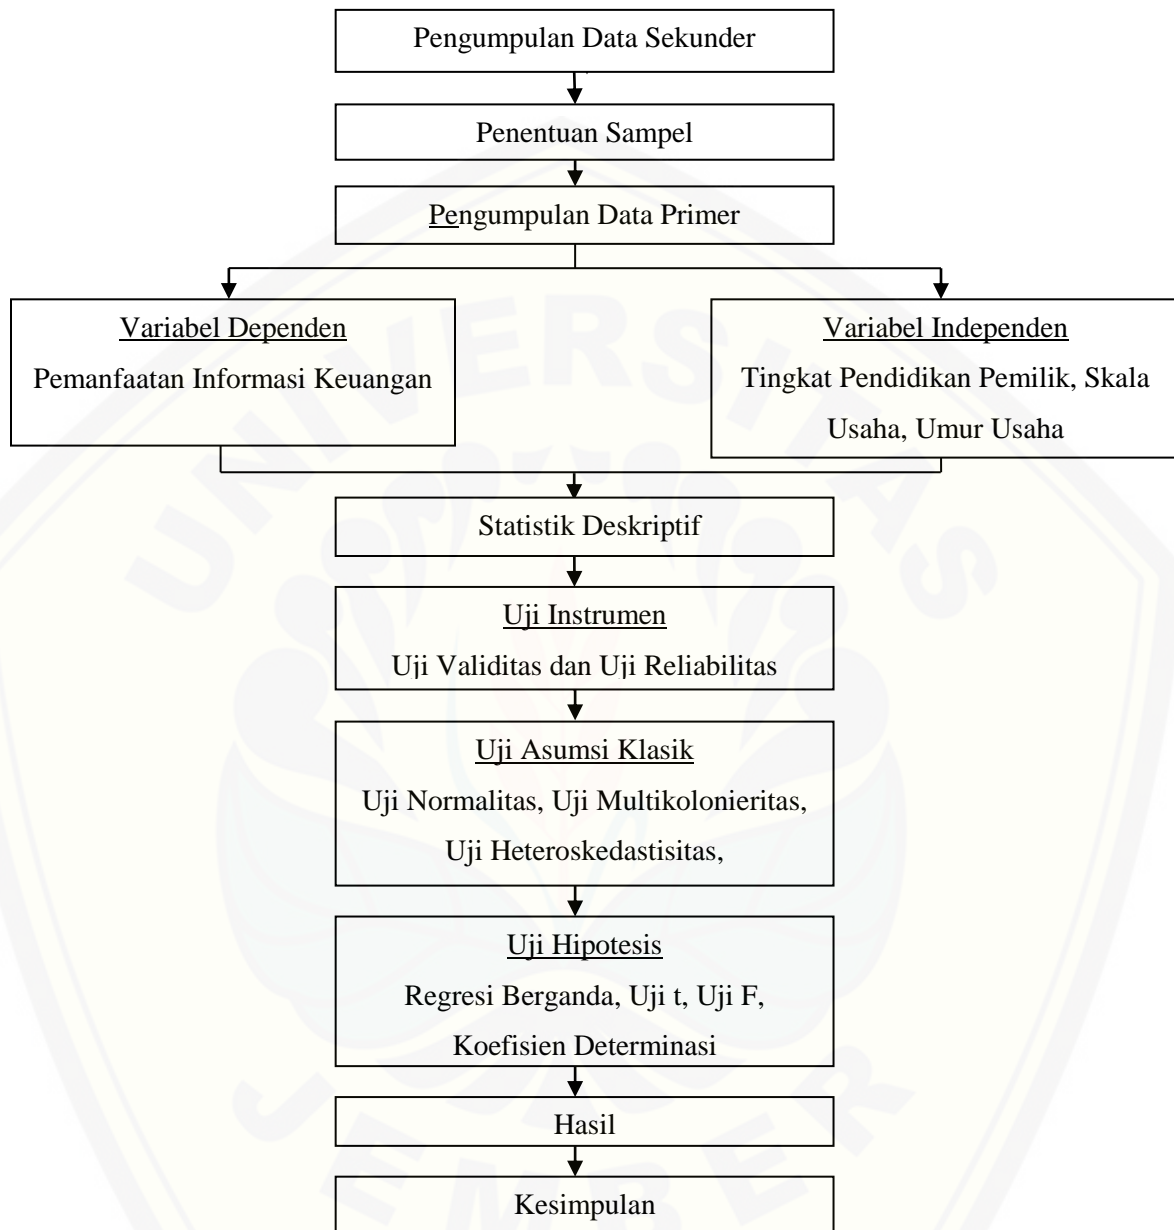 Pengumpulan Data Sekunder
Penentuan Sampel
Pengumpulan Data Primer
Variabel Dependen
Pemanfaatan Informasi Keuangan
Variabel Independen
Tingkat Pendidikan Pemilik, Skala
Usaha, Umur Usaha
Statistik Deskriptif
Uji Instrumen
Uji Validitas dan Uji Reliabilitas
Uji Asumsi Klasik
Uji Normalitas, Uji Multikolonieritas,
Uji Heteroskedastisitas,
Uji Hipotesis
Regresi Berganda, Uji t, Uji F,
Koefisien Determinasi
Hasil
Kesimpulan
UNIVERSITAS
JEMBER